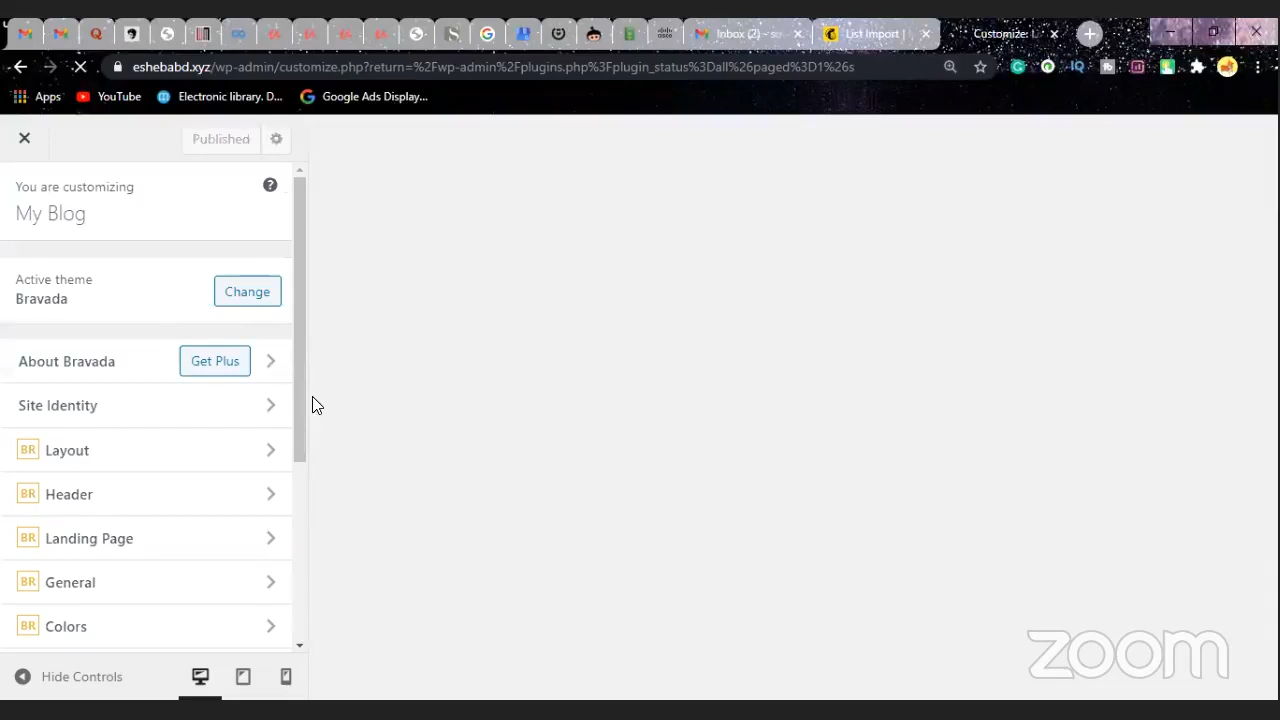 Inbox (2) - so
List Import |
Customize: L
eshebabd.xyz/wp-admin/customize.php?return=%2Fwp-admin%2Fplugins.php%3Fplugin_status%3Dall%26paged%3D1%26s
Apps
YouTube
Electronic library. D...
Google Ads Display...
Published
You are customizing
My Blog
Active theme
Bravada
Change
About Bravada
Get Plus
Site Identity
BR Layout
BR Header
BR Landing Page
BR General
BR Colors
Hide Controls
zoom